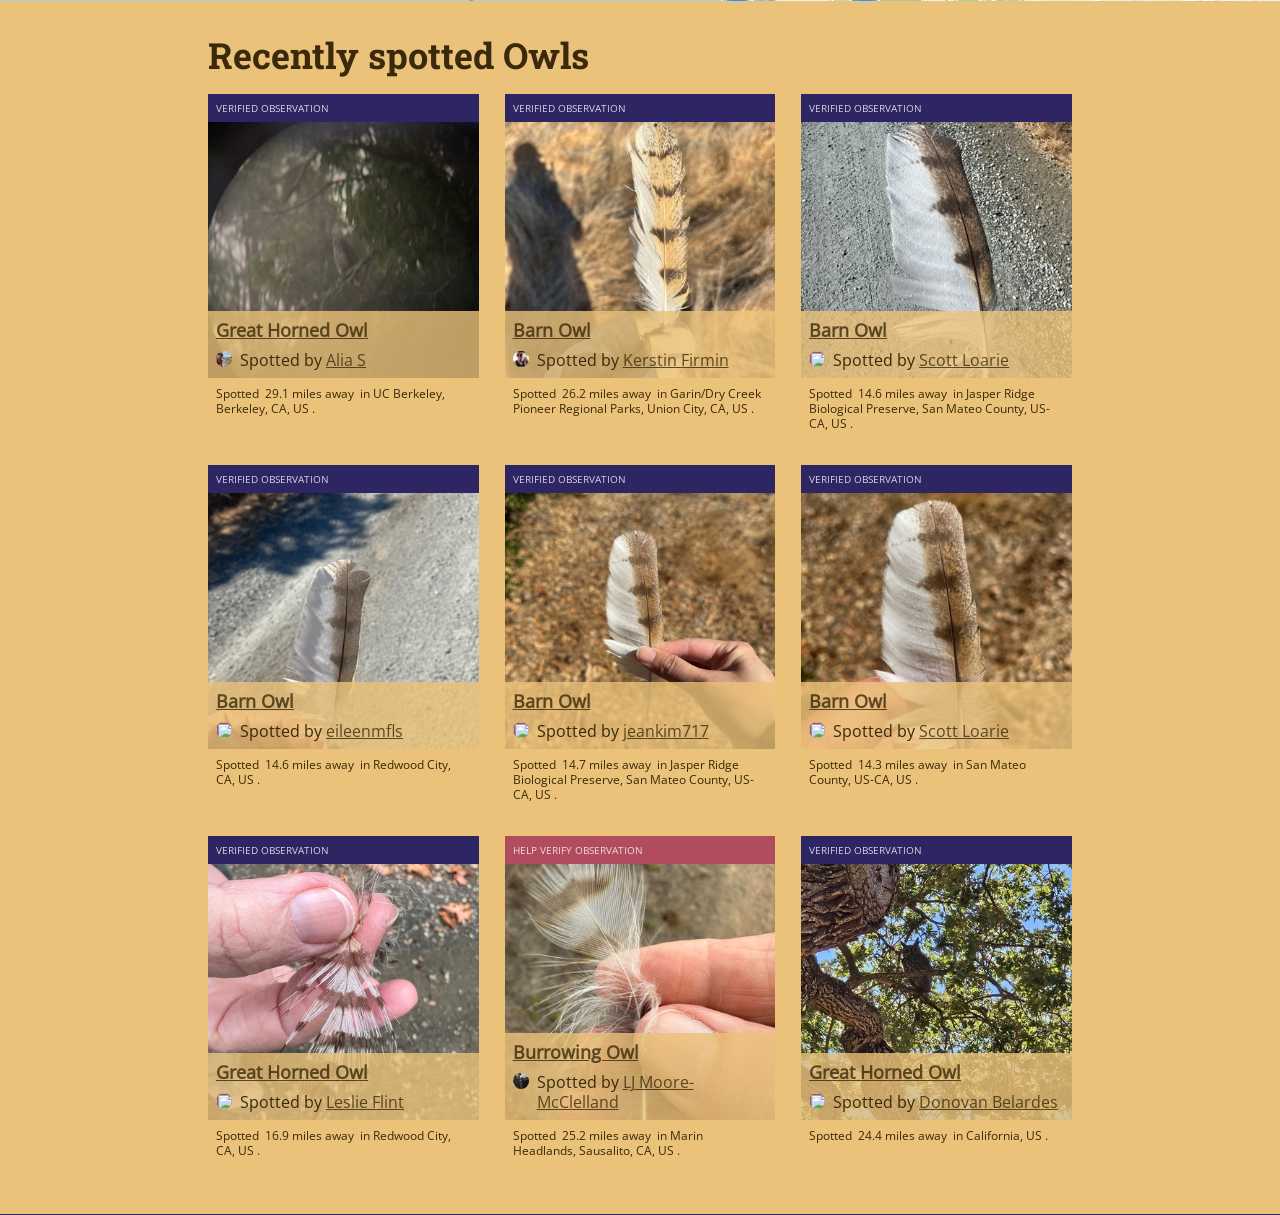 Recently spotted Owls
VERIFIED OBSERVATION
Great Horned Owl
Spotted by Alia S
Spotted 29.1 miles away in UC Berkeley,
Berkeley, CA, US .
VERIFIED OBSERVATION
Barn Owl
Spotted by Kerstin Firmin
Spotted 26.2 miles away in Garin/Dry Creek
Pioneer Regional Parks, Union City, CA, US .
VERIFIED OBSERVATION
Barn Owl
Spotted by Scott Loarie
Spotted 14.6 miles away in Jasper Ridge
Biological Preserve, San Mateo County, US-
CA, US .
VERIFIED OBSERVATION
Barn Owl
Spotted by eileenmfls
Spotted 14.6 miles away in Redwood City,
CA, US .
VERIFIED OBSERVATION
Barn Owl
Spotted by jeankim717
Spotted 14.7 miles away in Jasper Ridge
Biological Preserve, San Mateo County, US-
CA, US .
VERIFIED OBSERVATION
Barn Owl
Spotted by Scott Loarie
Spotted 14.3 miles away in San Mateo
County, US-CA, US .
VERIFIED OBSERVATION
Great Horned Owl
Spotted by Leslie Flint
Spotted 16.9 miles away in Redwood City,
CA, US .
HELP VERIFY OBSERVATION
Burrowing Owl
Spotted by LJ Moore-
McClelland
Spotted 25.2 miles away in Marin
Headlands, Sausalito, CA, US .
VERIFIED OBSERVATION
Great Horned Owl
Spotted by Donovan Belardes
Spotted 24.4 miles away in California, US .